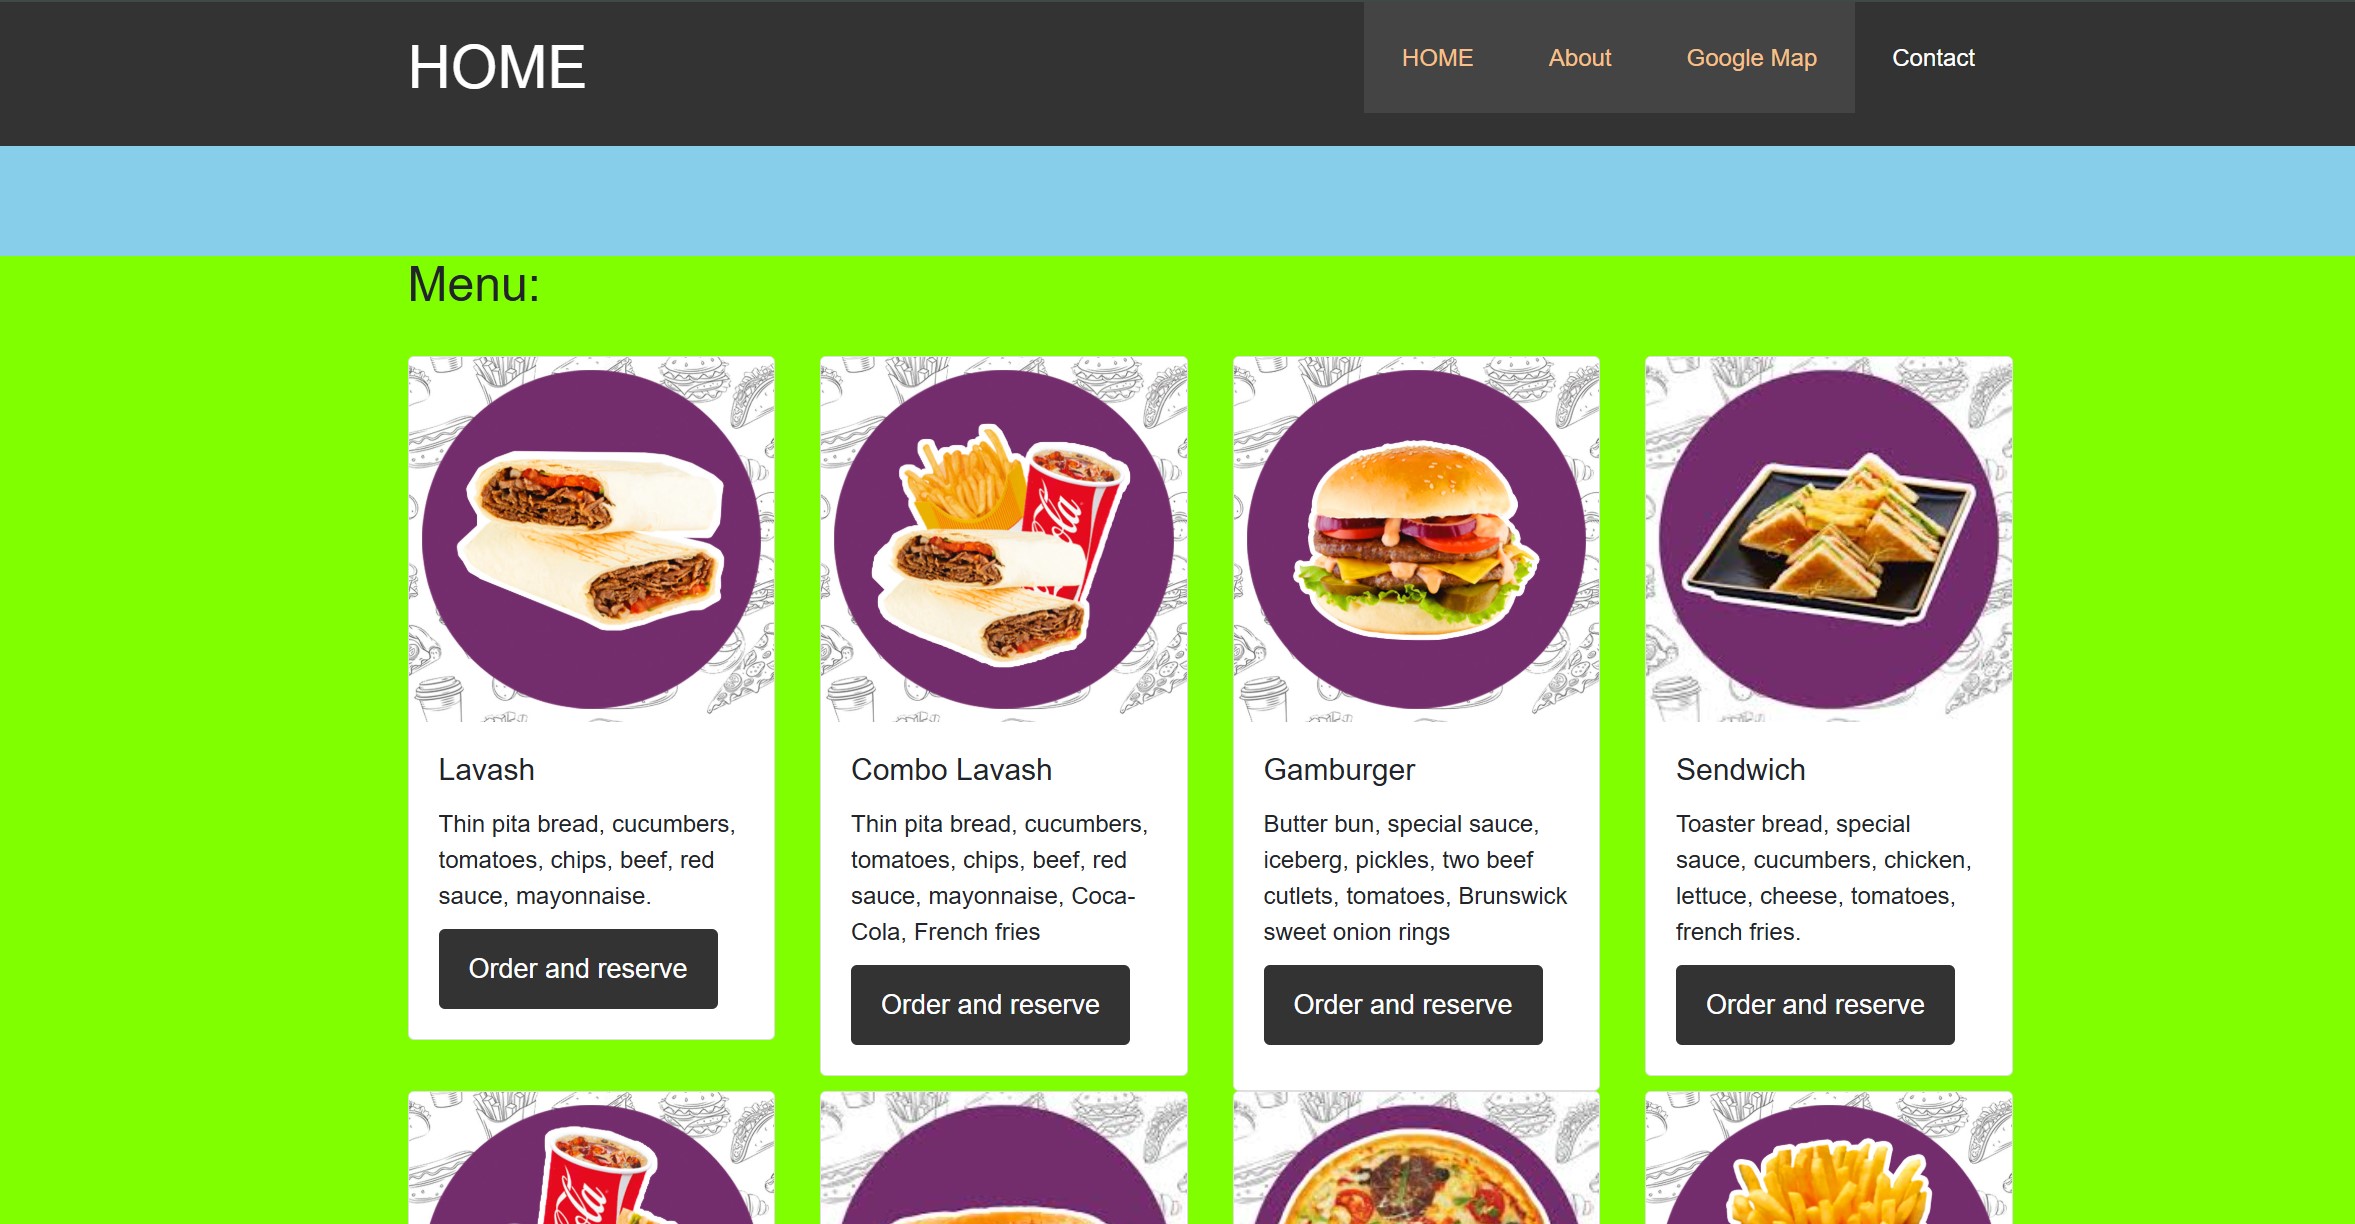 HOME
HOME About Google Map Contact
Menu:
Lavash
Thin pita bread, cucumbers,
tomatoes, chips, beef, red
sauce, mayonnaise.
Order and reserve
Combo Lavash
Thin pita bread, cucumbers,
tomatoes, chips, beef, red
sauce, mayonnaise, Coca-
Cola, French fries
Order and reserve
Gamburger
Butter bun, special sauce,
iceberg, pickles, two beef
cutlets, tomatoes, Brunswick
sweet onion rings
Order and reserve
Sendwich
Toaster bread, special
sauce, cucumbers, chicken,
lettuce, cheese, tomatoes,
french fries.
Order and reserve